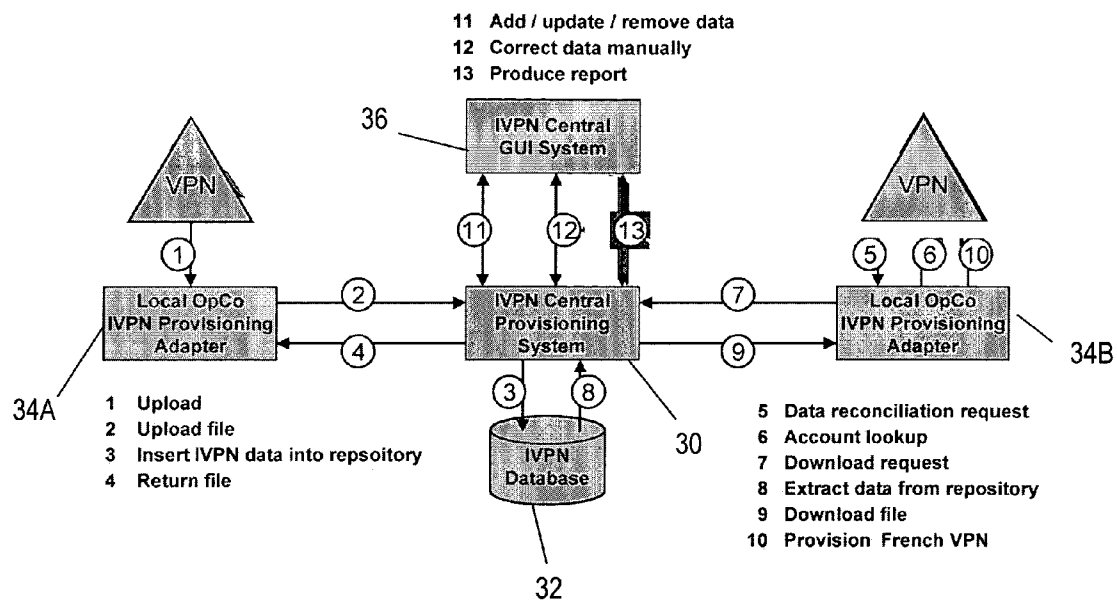 11 Add / update / remove data
12 Correct data manually
13 Produce report
36
IVPN Central
GUI System
VPN
VPN
11
12
13
1
5
6
10
Local OpCo
IVPN Provisioning
Adapter
2
4
IVPN Central
Provisioning
System
7
9
Local OpCo
IVPN Provisioning
Adapter
34A
34B
3
8
30
IVPN
Database
32
1 Upload
2 Upload file
3 Insert IVPN data into repsoitory
4 Return file
5 Data reconciliation request
6 Account lookup
7 Download request
8 Extract data from repository
9 Download file
10 Provision French VPN